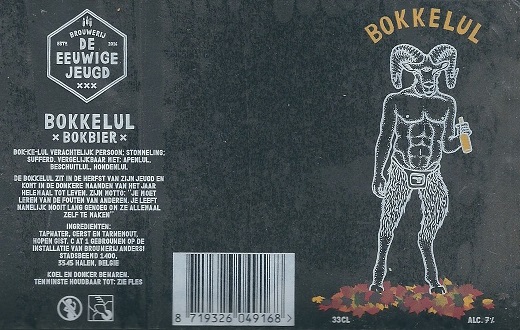 BROUWERIJ
ESTD. 2014
DE
EEUWIGE
JEUGD
XXX
BOKKELUL
× BOKBIER ×
BOK-KE-LUL VERACHTELIJK PERSOON; STOMMELING;
SUFFERD. VERGELIJKBAAR MET: APENLUL,
BESCHUITLUL, HONDENLUL
DE BOKKELUL ZIT IN DE HERFST VAN ZIJN JEUGD EN
KOMT IN DE DONKERE MAANDEN VAN HET JAAR
HELEMAAL TOT LEVEN. ZIJN MOTTO: "JE MOET
LEREN VAN DE FOUTEN VAN ANDEREN. JE LEEFT
NAMELIJK NOOIT LANG GENOEG OM ZE ALLEMAAL
ZELF TE MAKEN"
INGREDIENTEN:
TAPWATER, GERST EN TARWEMOUT,
HOPEN GIST. GEBROUWEN OP DE
INSTALLATIE VAN BROUWERIJ ANDERS!
STADSBEEMD 1400,
3545 HALEN, BELGIE
KOEL EN DONKER BEWAREN.
TENMINSTE HOUDBAAR TOT: ZIE FLES
8 719326 049168 >
BOKKELUL
33CL
ALC. 7%